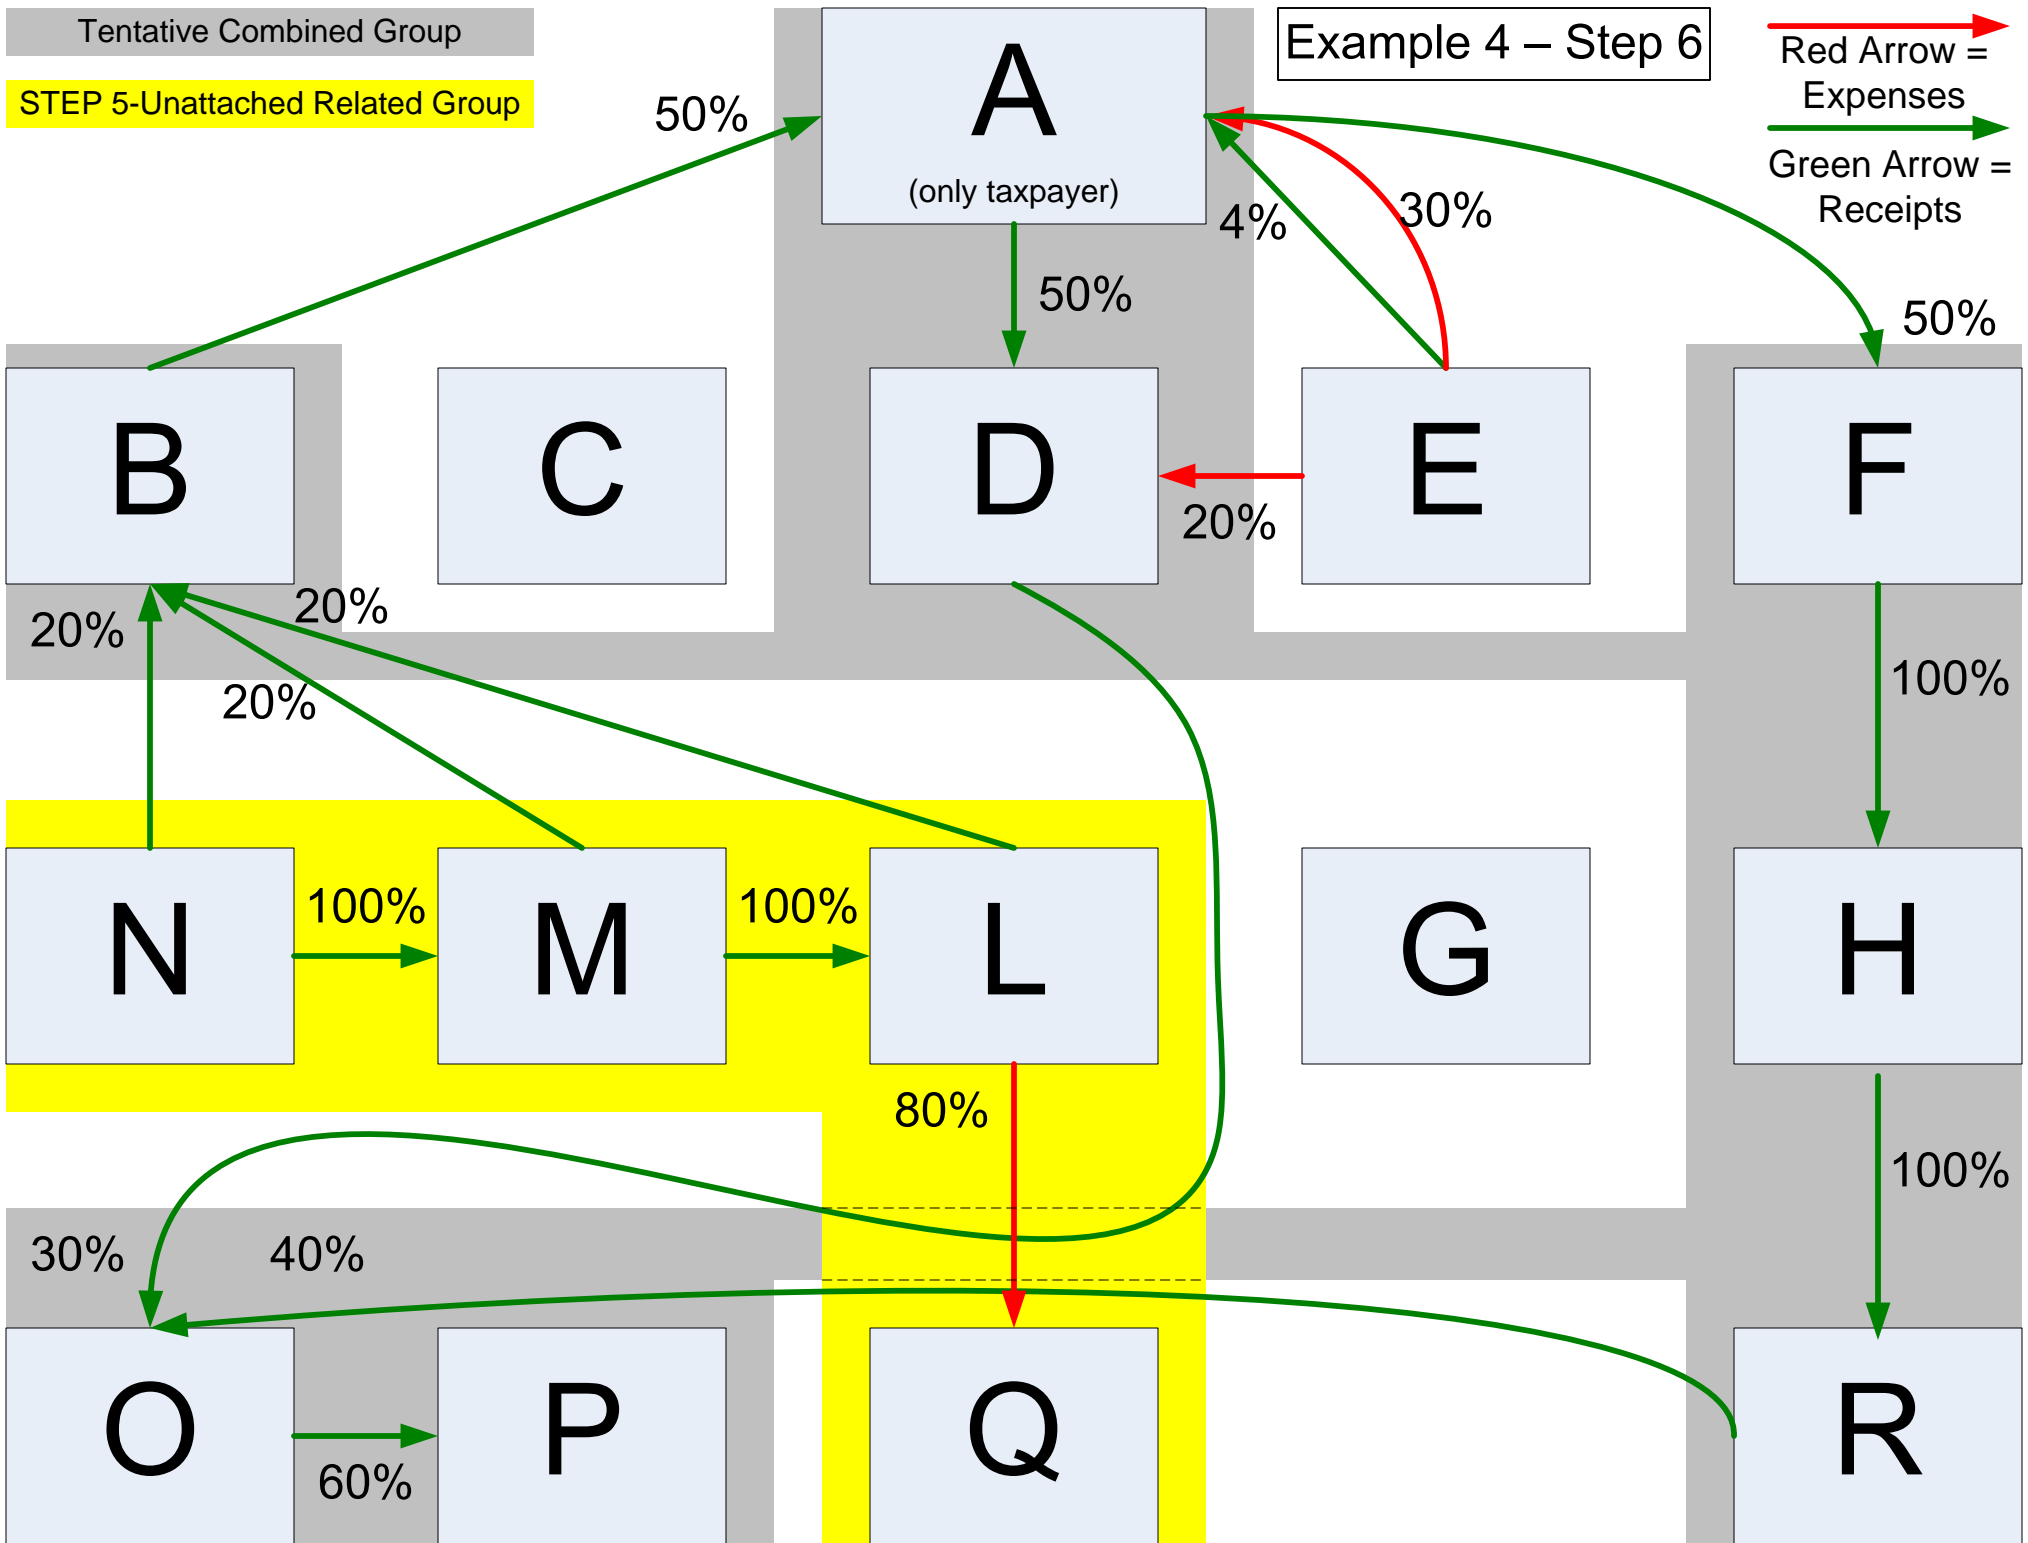 Tentative Combined Group
STEP 5-Unattached Related Group
A
(only taxpayer)
Example 4 – Step 6
Red Arrow =
Expenses
Green Arrow =
Receipts
50%
4%
30%
50%
50%
B
C
D
E
F
20%
20%
20%
20%
100%
N
100%
M
100%
L
G
H
80%
100%
30%
40%
O
60%
P
Q
R